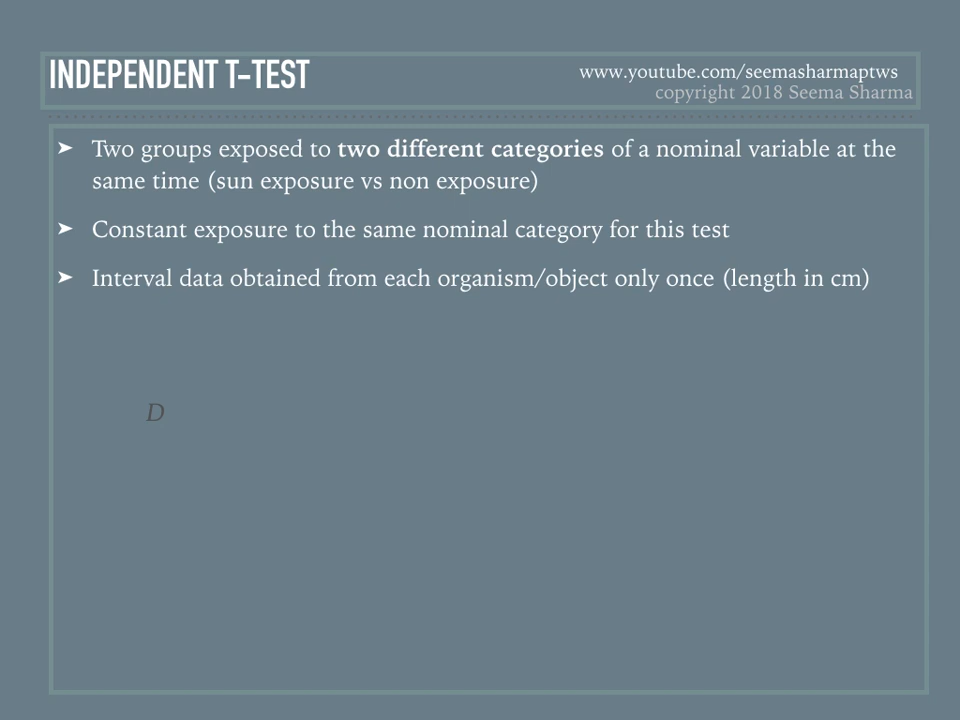 INDEPENDENT T-TEST
www.youtube.com/seemasharmaptws
copyright 2018 Seema Sharma
➤ Two groups exposed to two different categories of a nominal variable at the
same time (sun exposure vs non exposure)
➤ Constant exposure to the same nominal category for this test
➤ Interval data obtained from each organism/object only once (length in cm)
D